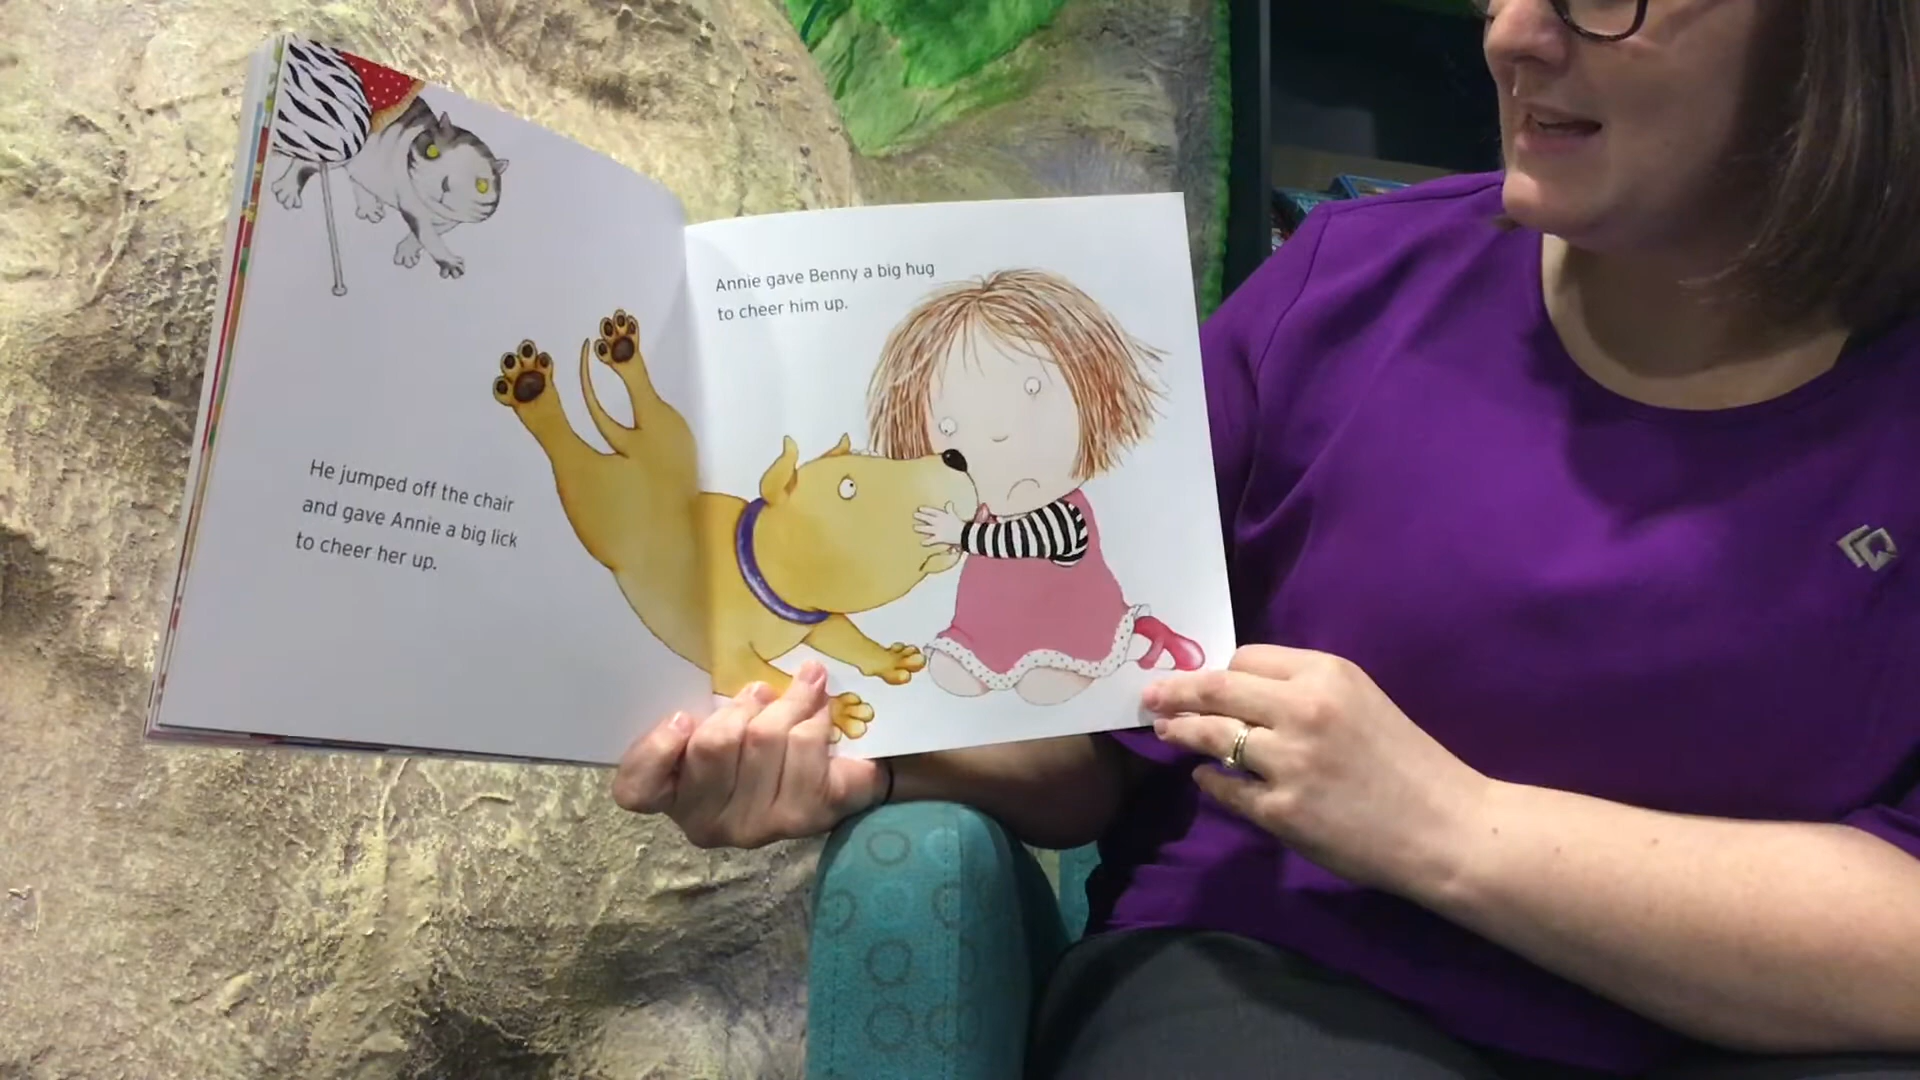 He jumped off the chair
and gave Annie a big lick
to cheer her up.
Annie gave Benny a big hug
to cheer him up.